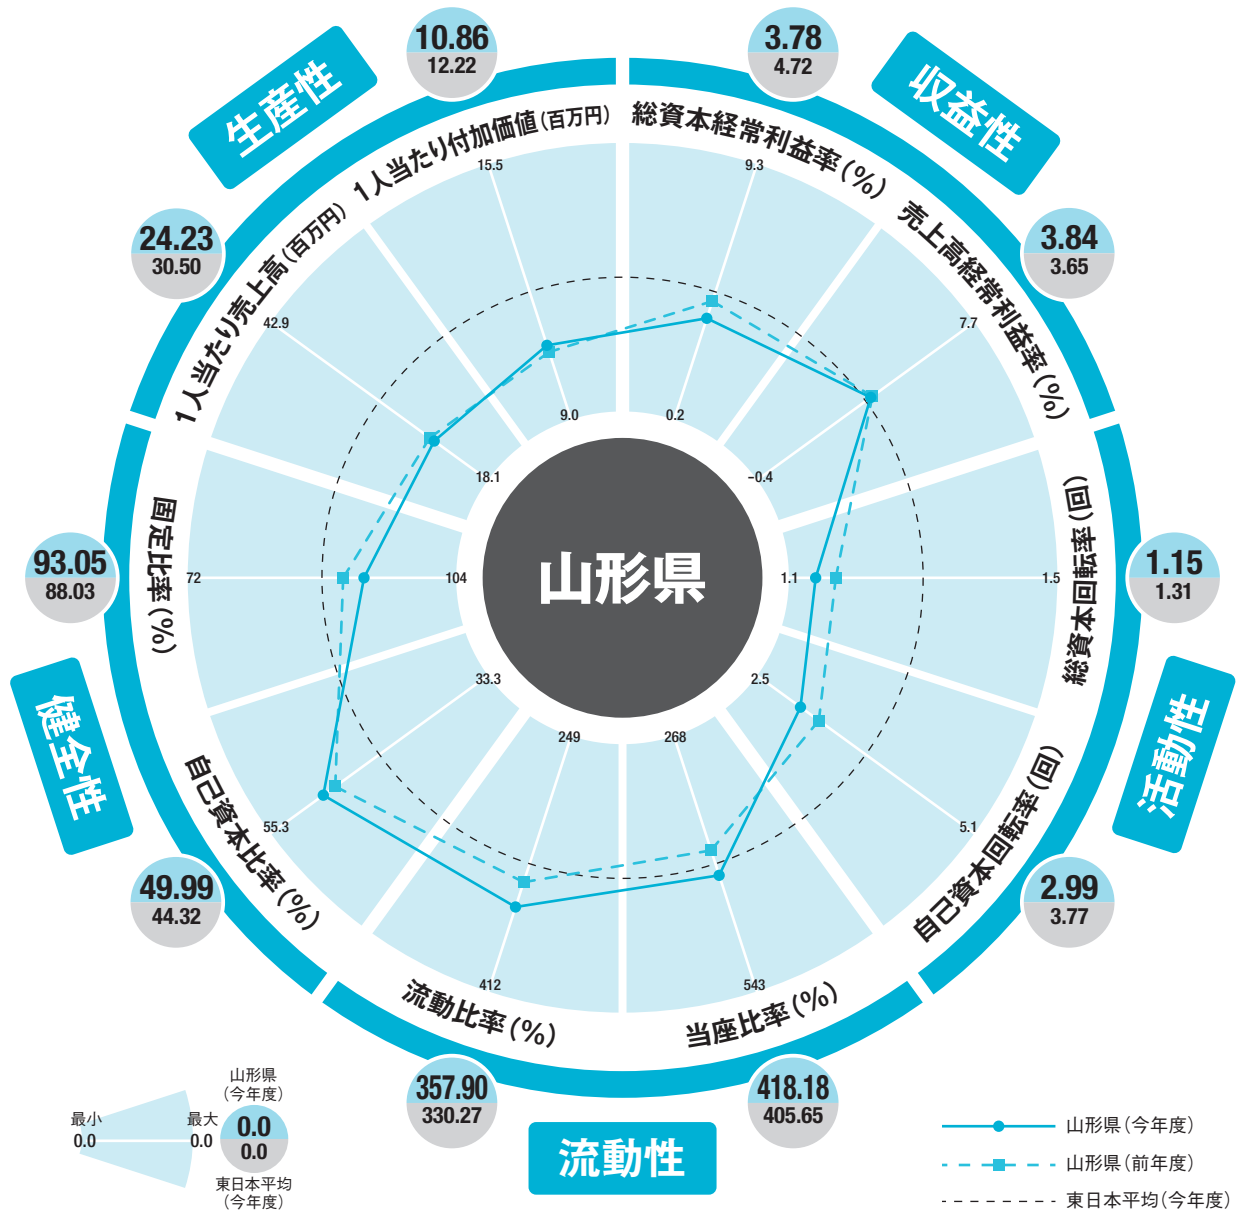 生産性
収益性
10.86
12.22
3.78
4.72
1人当たり付加価値(百万円)
総資本経常利益率(%)
15.5
9.3
24.23
30.50
3.84
3.65
1人当たり売上高(百万円)
売上高経常利益率(%)
42.9
7.7
9.0
0.2
18.1
−0.4
固定比率(%)
総資本回転率(回)
93.05
88.03
72
104
山形県
1.1
1.5
1.15
1.31
33.3
2.5
249
268
健全性
活動性
自己資本比率(%)
自己資本回転率(回)
55.3
5.1
49.99
44.32
2.99
3.77
412
543
流動比率(%)
当座比率(%)
357.90
330.27
418.18
405.65
流動性
山形県
(今年度)
最小
0.0
最大
0.0
0.0
0.0
東日本平均
(今年度)
山形県(今年度)
山形県(前年度)
東日本平均(今年度)